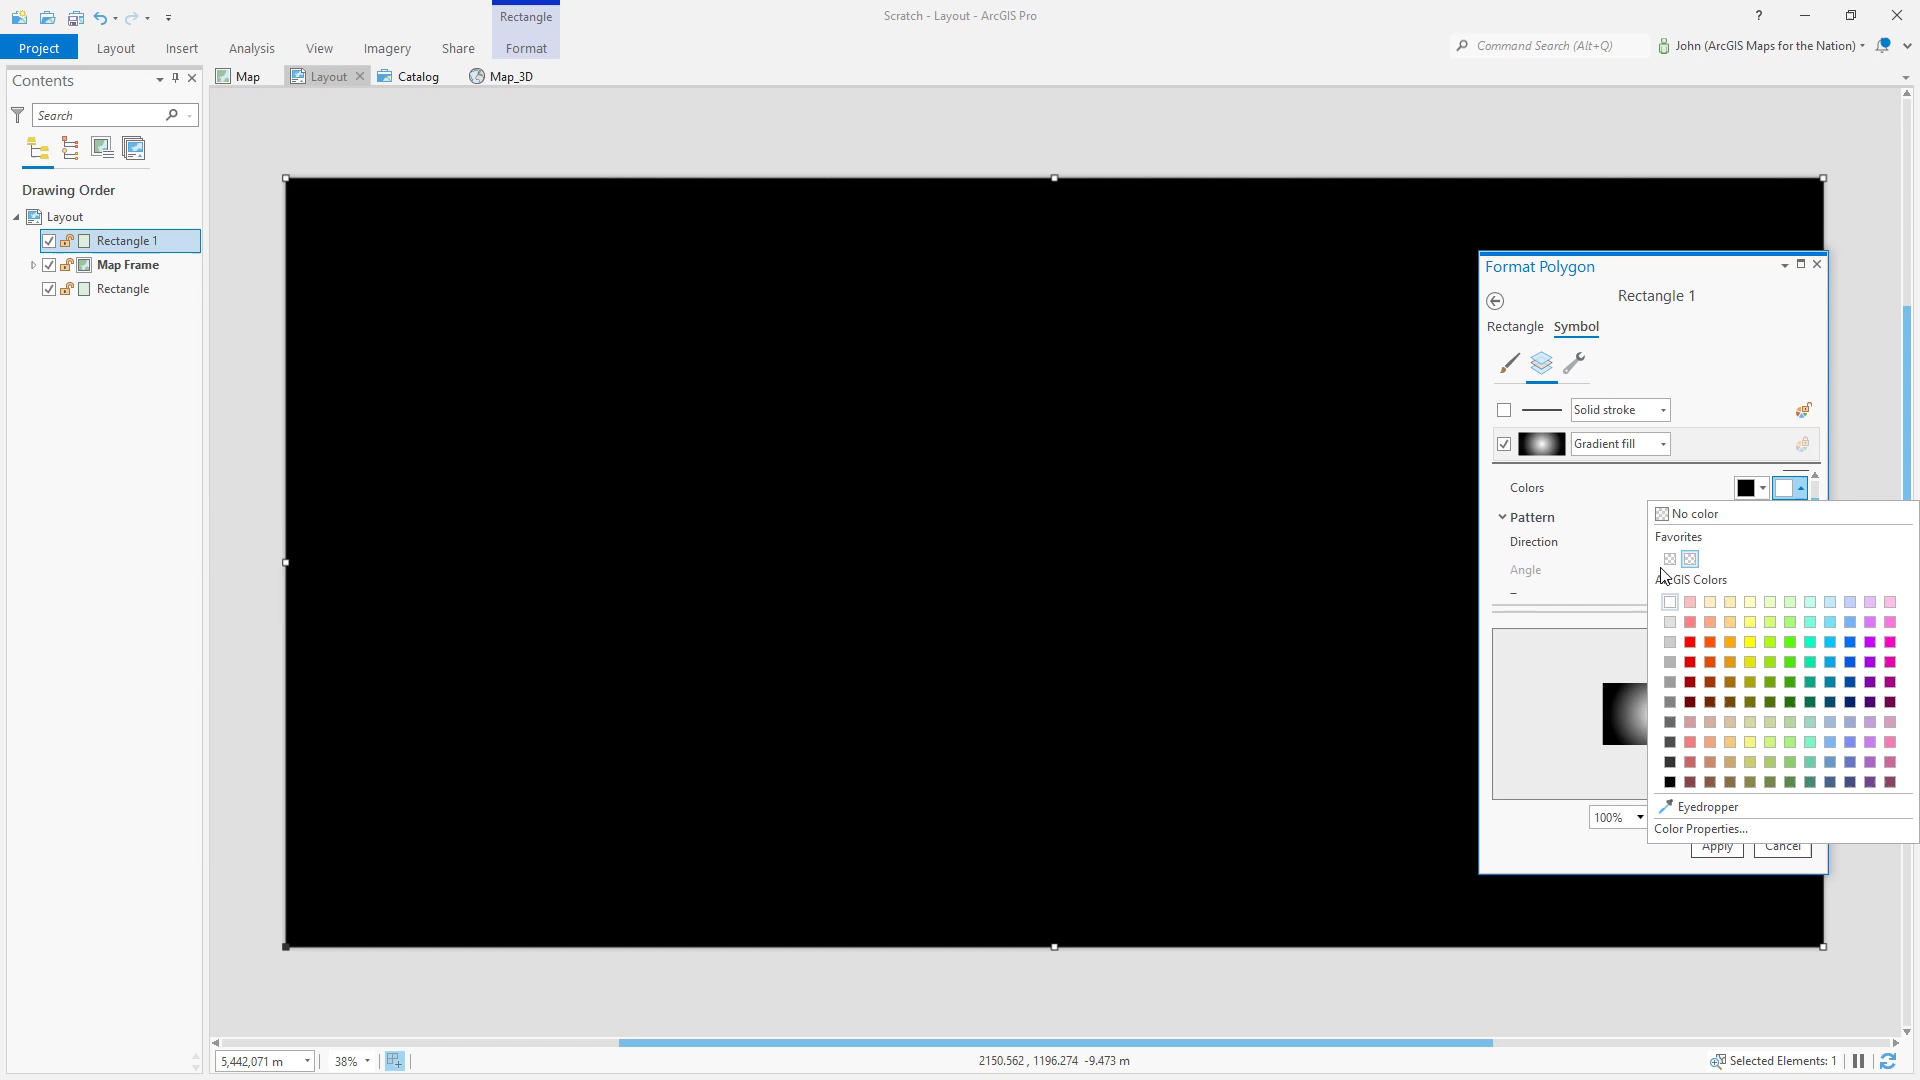 Rectangle
Scratch - Layout - ArcGIS Pro
?
Project
Layout
Insert
Analysis
View
Imagery
Share
Format
Command Search (Alt+Q)
John (ArcGIS Maps for the Nation)
Contents
Map
Layout
Catalog
Map_3D
Search
Drawing Order
Layout
Rectangle 1
Map Frame
Rectangle
Format Polygon
Rectangle 1
Rectangle Symbol
Solid stroke
Gradient fill
Colors
Pattern
Direction
Angle
No color
Favorites
ArcGIS Colors
Eyedropper
Color Properties...
100%
Apply
Cancel
5,442,071 m
38%
2150.562 , 1196.274 -9.473 m
Selected Elements: 1